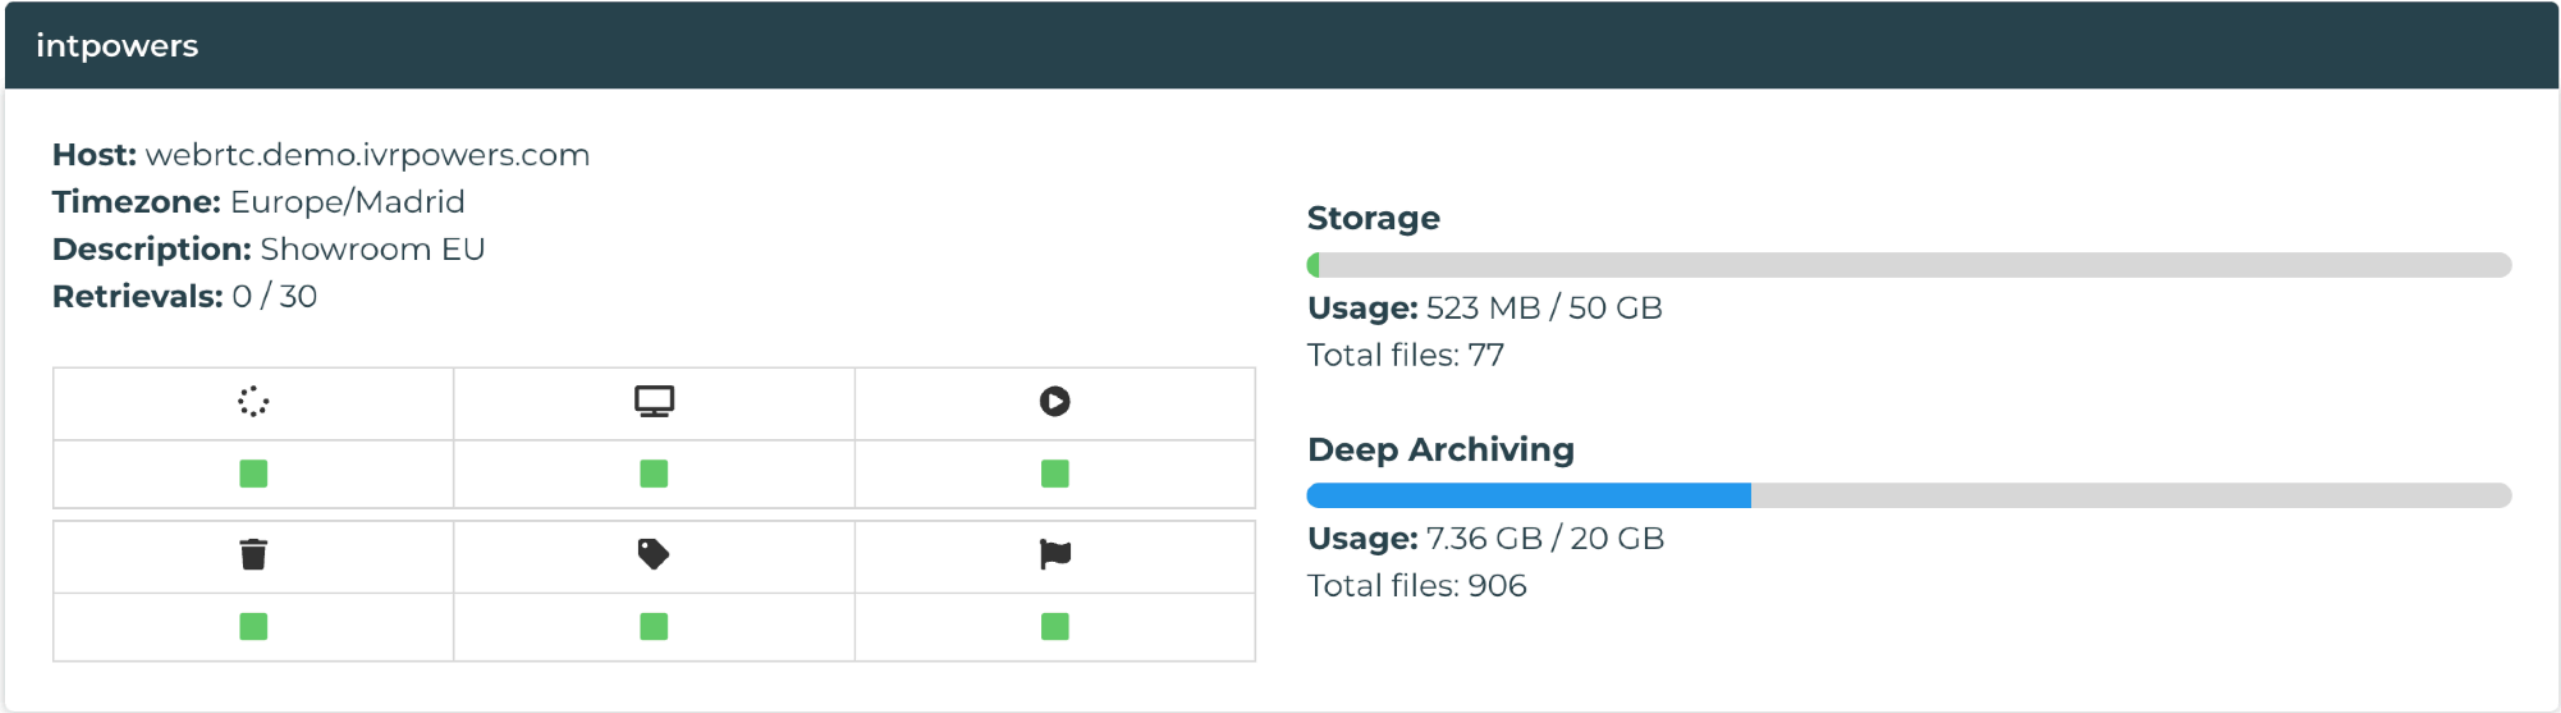 intpowers
Host: webrtc.demo.ivrpowers.com
Timezone: Europe/Madrid
Description: Showroom EU
Retrievals: 0 / 30
Storage
Usage: 523 MB / 50 GB
Total files: 77
Deep Archiving
Usage: 7.36 GB / 20 GB
Total files: 906